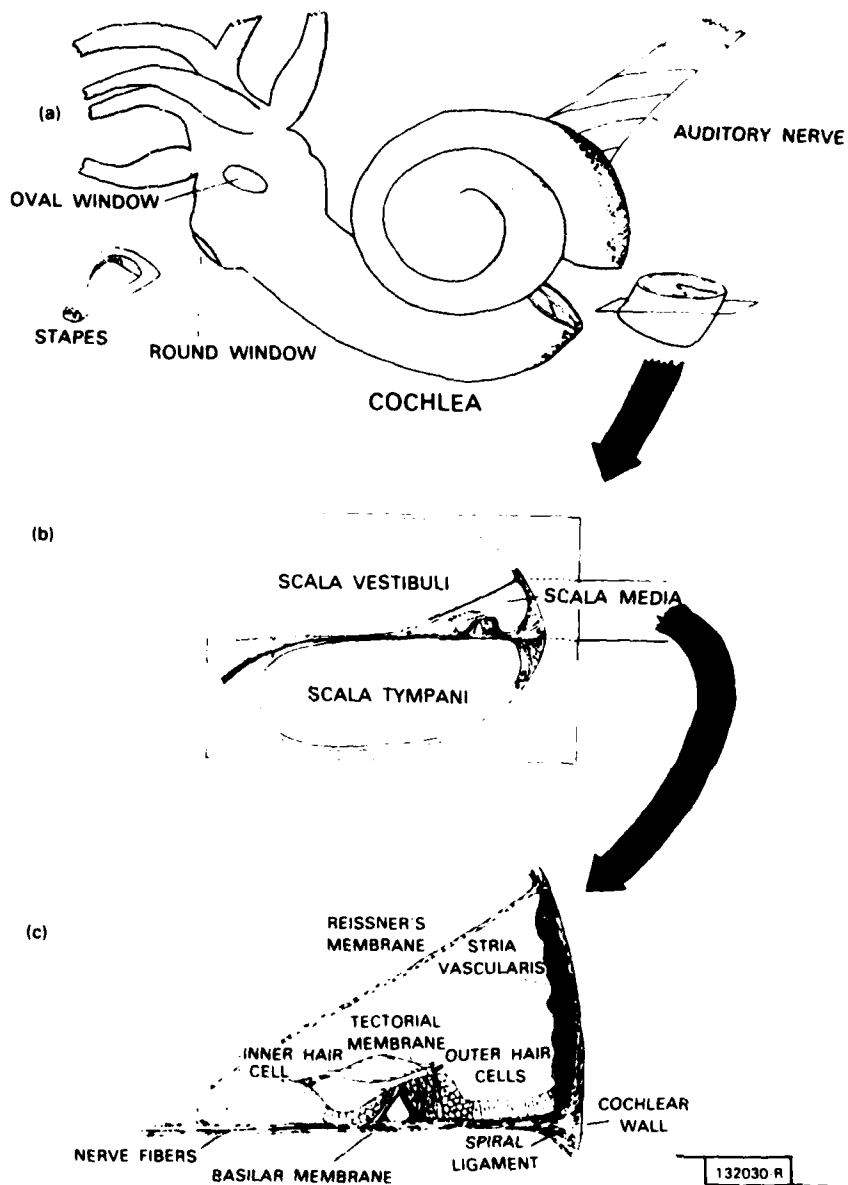 (a)
AUDITORY NERVE
OVAL WINDOW
STAPES
ROUND WINDOW
COCHLEA
(b)
SCALA VESTIBULI
SCALA MEDIA
SCALA TYMPANI
(c)
REISSNER'S
MEMBRANE
STRIA
VASCULARIS
TECTORIAL
MEMBRANE
INNER HAIR
CELL
OUTER HAIR
CELLS
COCHLEAR
WALL
NERVE FIBERS
SPIRAL
LIGAMENT
BASILAR MEMBRANE
132030-R